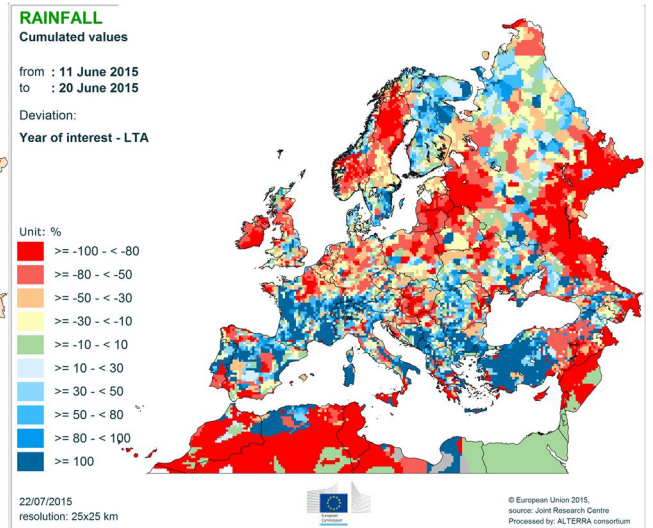 RAINFALL
Cumulated values
from : 11 June 2015
to : 20 June 2015
Deviation:
Year of interest - LTA
Unit: %
>= -100 - < -80
>= -80 - < -50
>= -50 - < -30
>= -30 - < -10
>= -10 - < 10
>= 10 - < 30
>= 30 - < 50
>= 50 - < 80
>= 80 - < 100
>= 100
22/07/2015
resolution: 25x25 km
European
Commission
© European Union 2015,
source: Joint Research Centre
Processed by: ALTERRA consortium